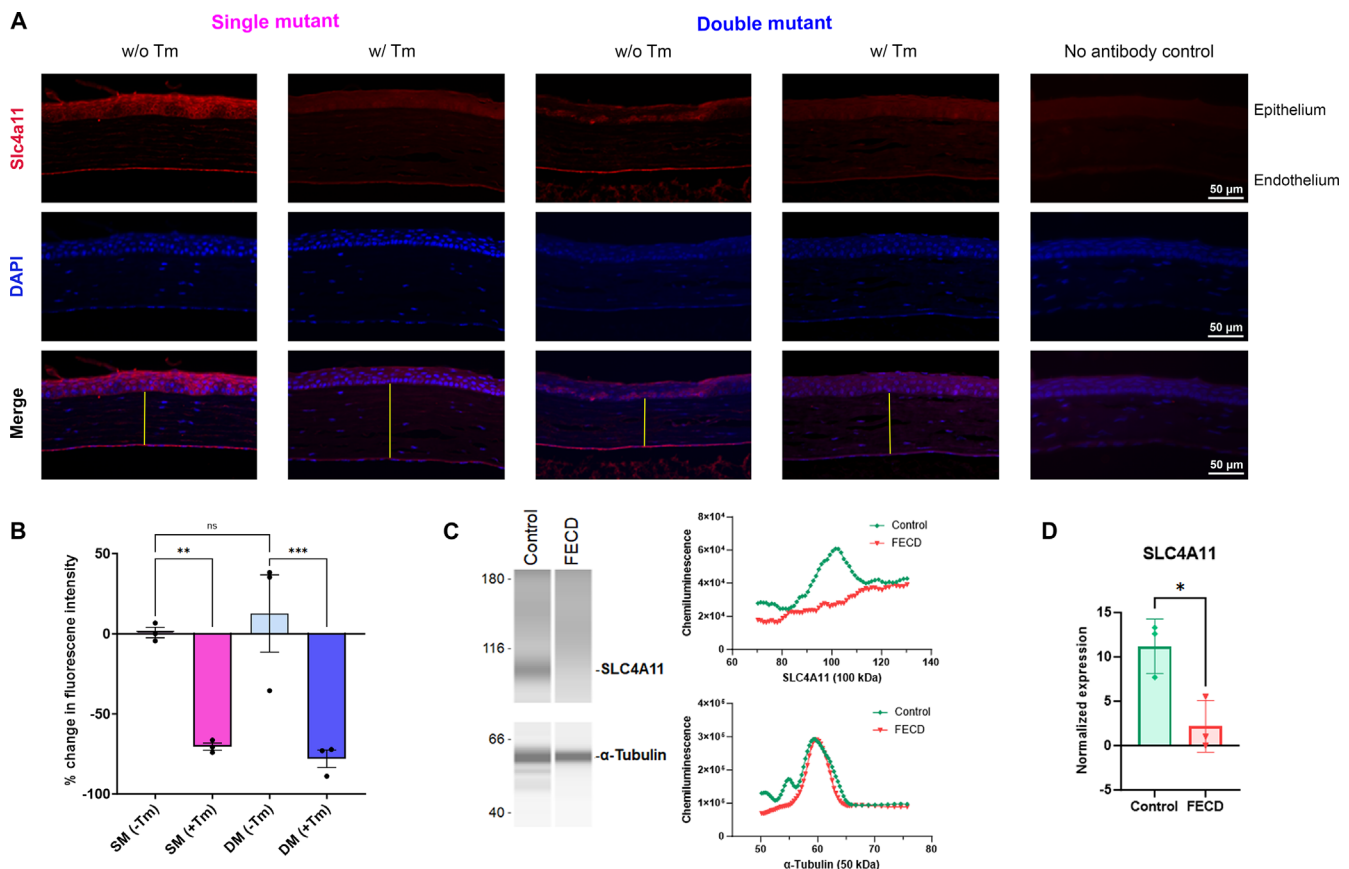 A
Single mutant
Double mutant
w/o Tm
w/ Tm
w/o Tm
w/ Tm
No antibody control
Slc4a11
Epithelium
Endothelium
50 µm
DAPI
50 µm
Merge
50 µm
B
% change in fluorescene intensity
50
0
-50
-100
ns
**
***
SM (-Tm)
SM (+Tm)
DM (-Tm)
DM (+Tm)
C
Control
FECD
180 -
116 -
-SLC4A11
66 -
-α-Tubulin
40 -
Chemiluminescence
8×10⁴
6×10⁴
4×10⁴
2×10⁴
0
Control
FECD
60
80
100
120
140
SLC4A11 (100 kDa)
Chemiluminescence
4×10⁶
3×10⁶
2×10⁶
1×10⁶
0
Control
FECD
50
60
70
80
α-Tubulin (50 kDa)
D
SLC4A11
*
Normalized expression
15
10
5
0
-5
Control
FECD